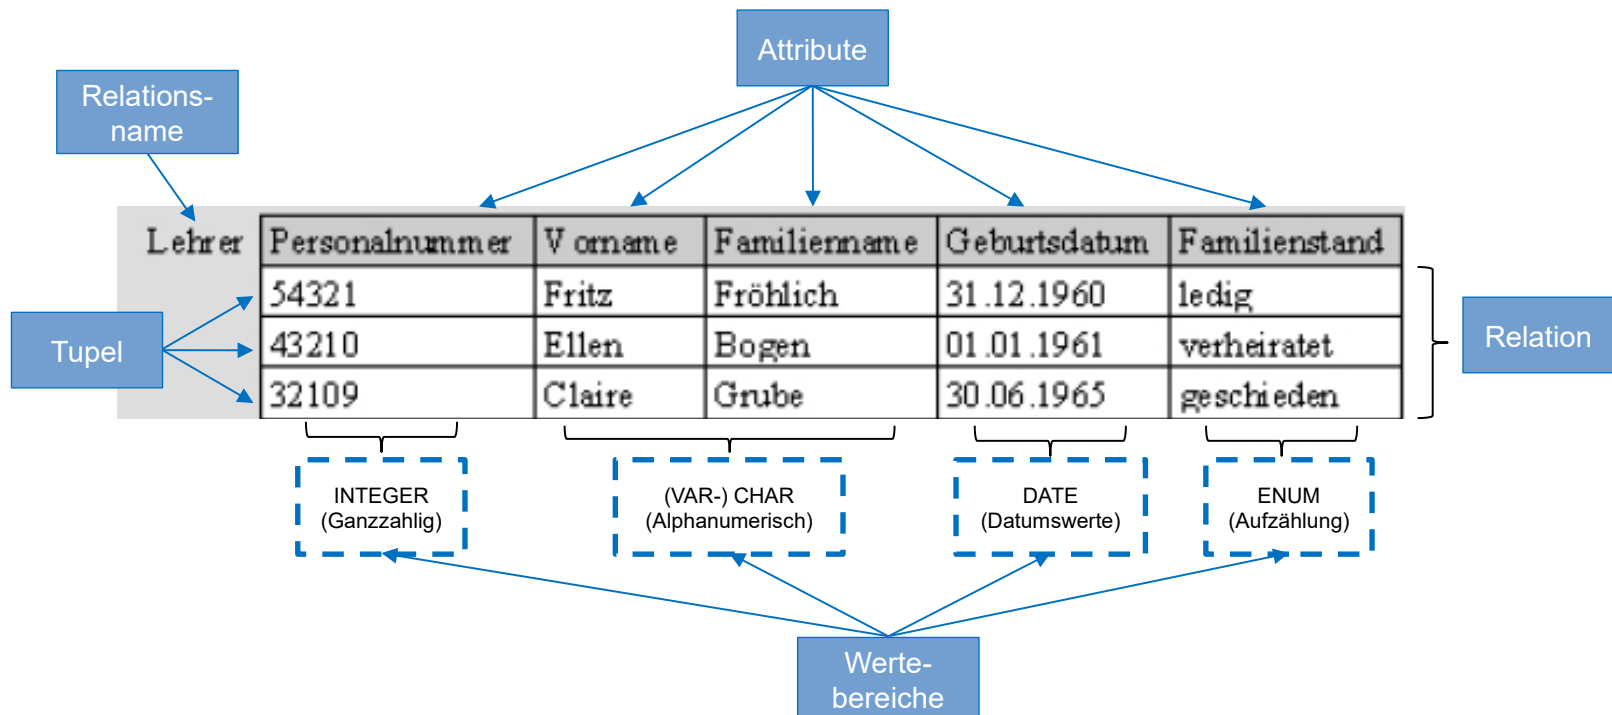 Attribute
Relations-
name
Lehrer Personalnummer Vorname Familienname Geburtsdatum Familienstand
54321 Fritz Fröhlich 31.12.1960 ledig
43210 Ellen Bogen 01.01.1961 verheiratet
32109 Claire Grube 30.06.1965 geschieden
Tupel
Relation
INTEGER
(Ganzzahlig)
(VAR-) CHAR
(Alphanumerisch)
DATE
(Datumswerte)
ENUM
(Aufzählung)
Werte-
bereiche